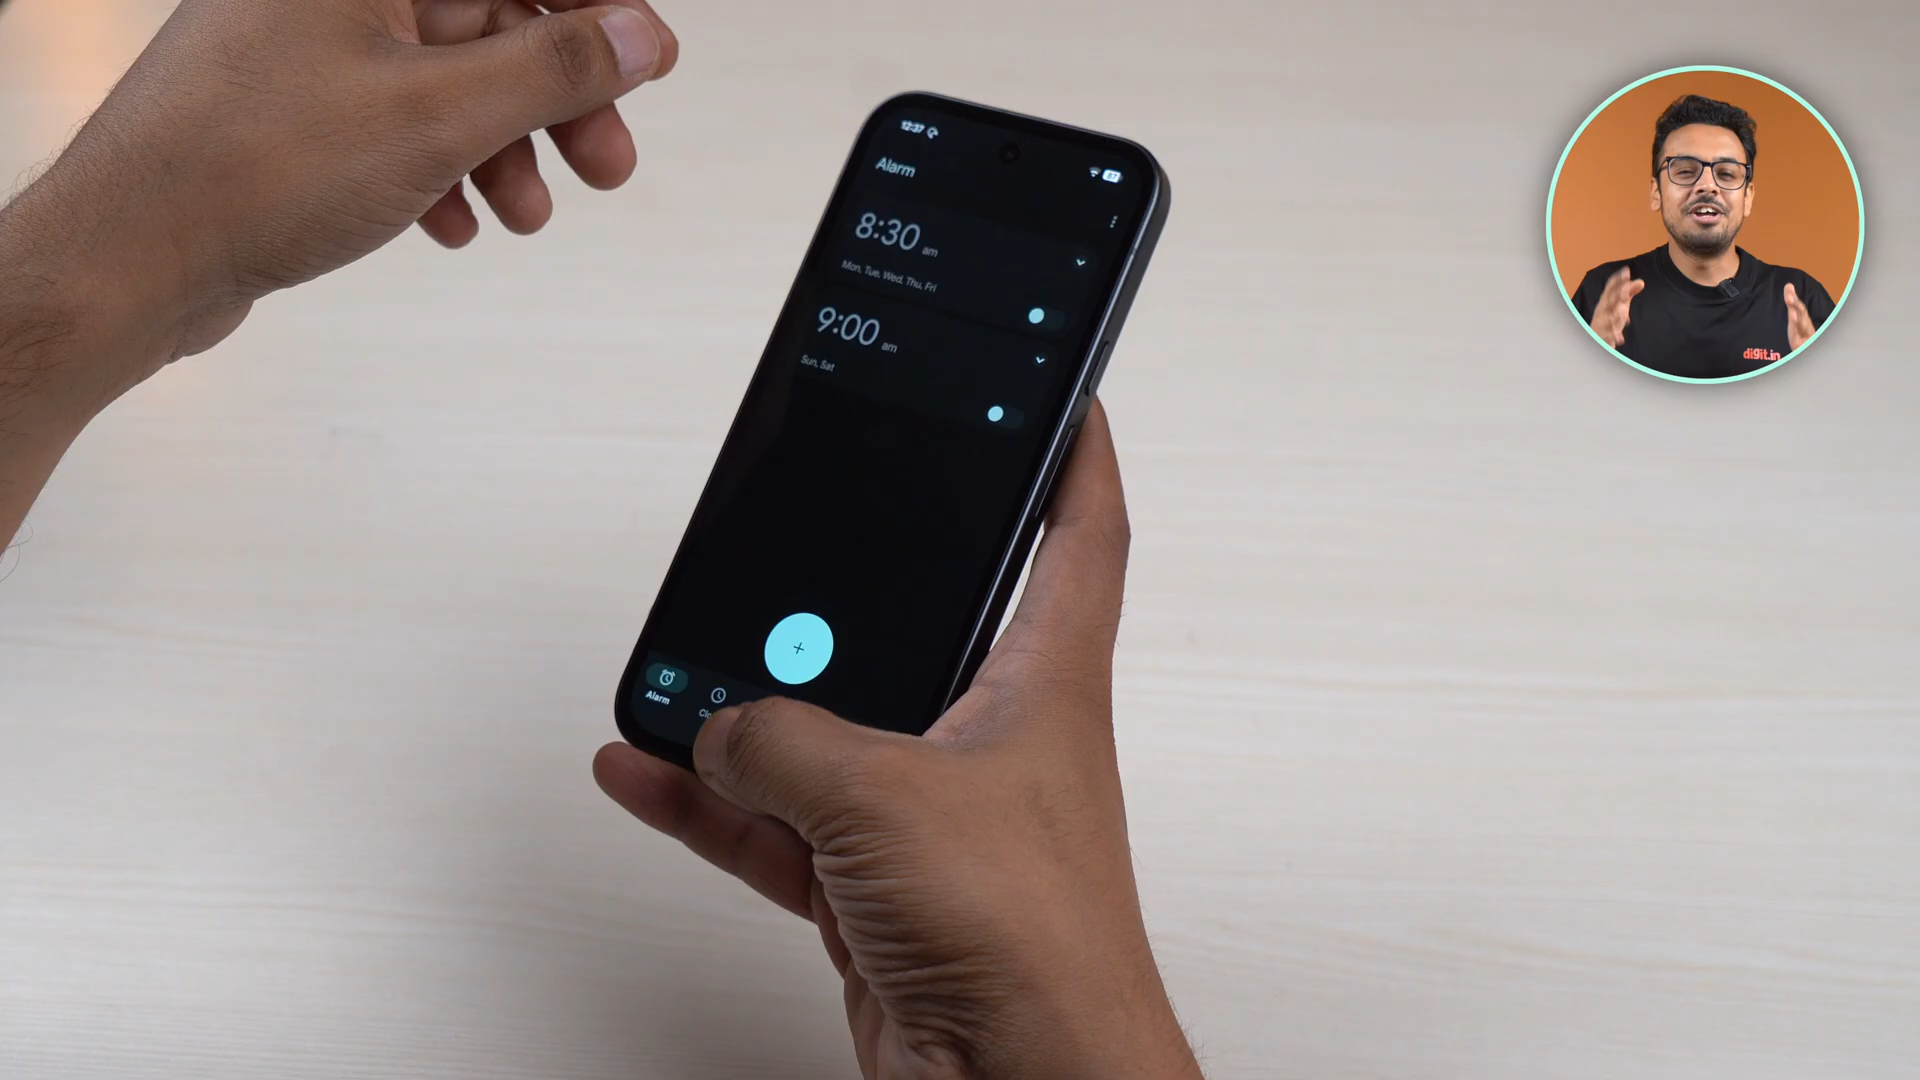 12:37
87
Alarm
8:30 am
Mon, Tue, Wed, Thu, Fri
9:00 am
Sun, Sat
+
Alarm
digit.in